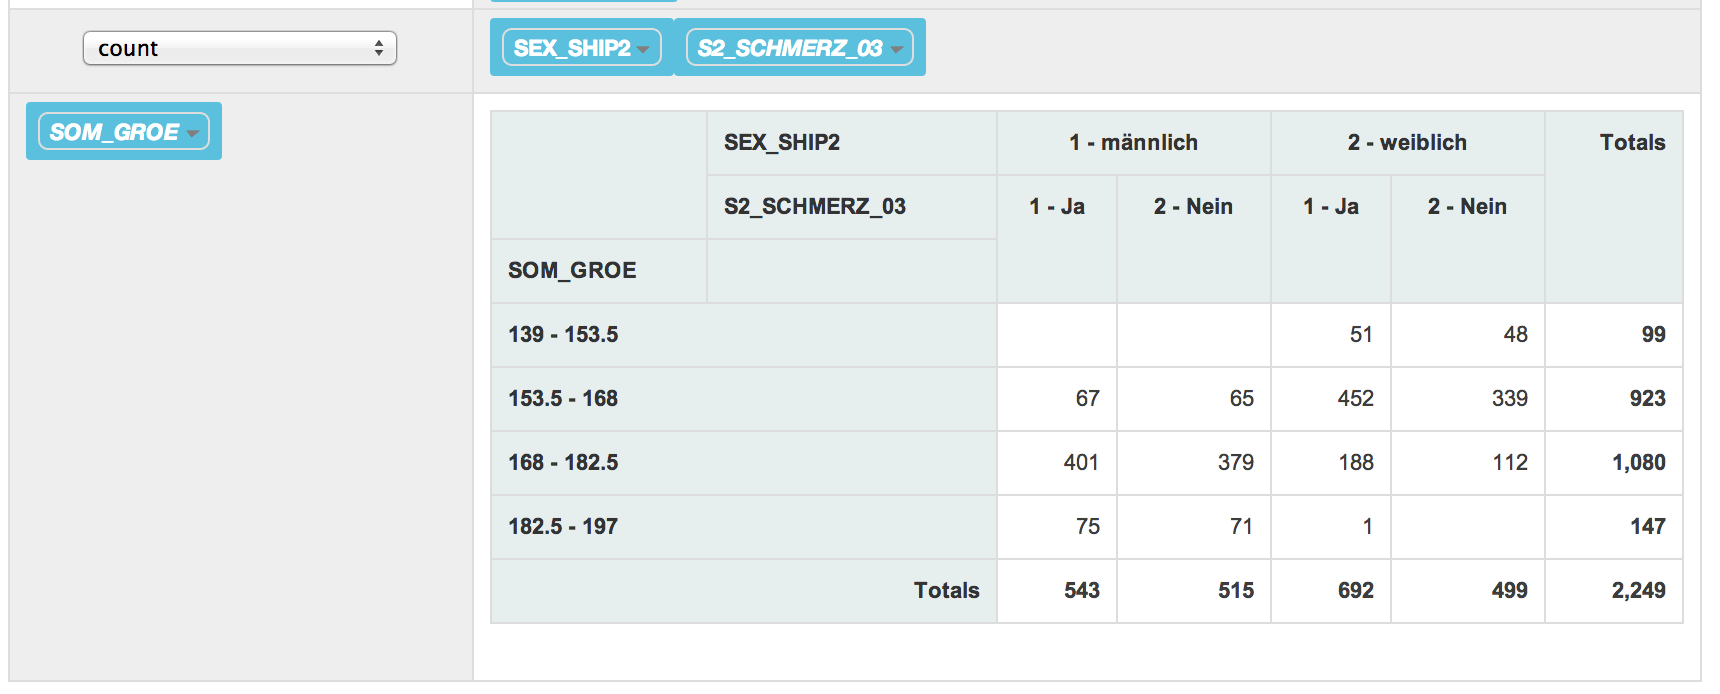 count
SEX_SHIP2 S2_SCHMERZ_03
SOM_GROE
SEX_SHIP2 1 - männlich 2 - weiblich Totals
S2_SCHMERZ_03 1 - Ja 2 - Nein 1 - Ja 2 - Nein
SOM_GROE
139 - 153.5 51 48 99
153.5 - 168 67 65 452 339 923
168 - 182.5 401 379 188 112 1,080
182.5 - 197 75 71 1 147
Totals 543 515 692 499 2,249